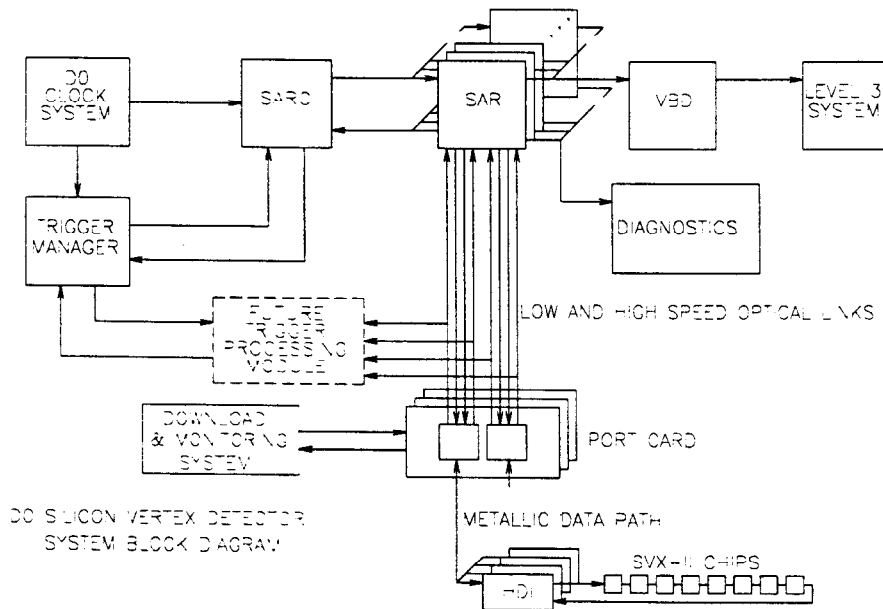 D0
CLOCK
SYSTEM
SARC
SAR
VBD
LEVEL 3
SYSTEM
TRIGGER
MANAGER
DIAGNOSTICS
FUTURE
TRIGGER
PROCESSING
MODULE
LOW AND HIGH SPEED OPTICAL LINKS
DOWNLOAD
& MONITORING
SYSTEM
PORT CARD
D0 SILICON VERTEX DETECTOR
SYSTEM BLOCK DIAGRAM
METALLIC DATA PATH
SVX-II CHIPS
HDI